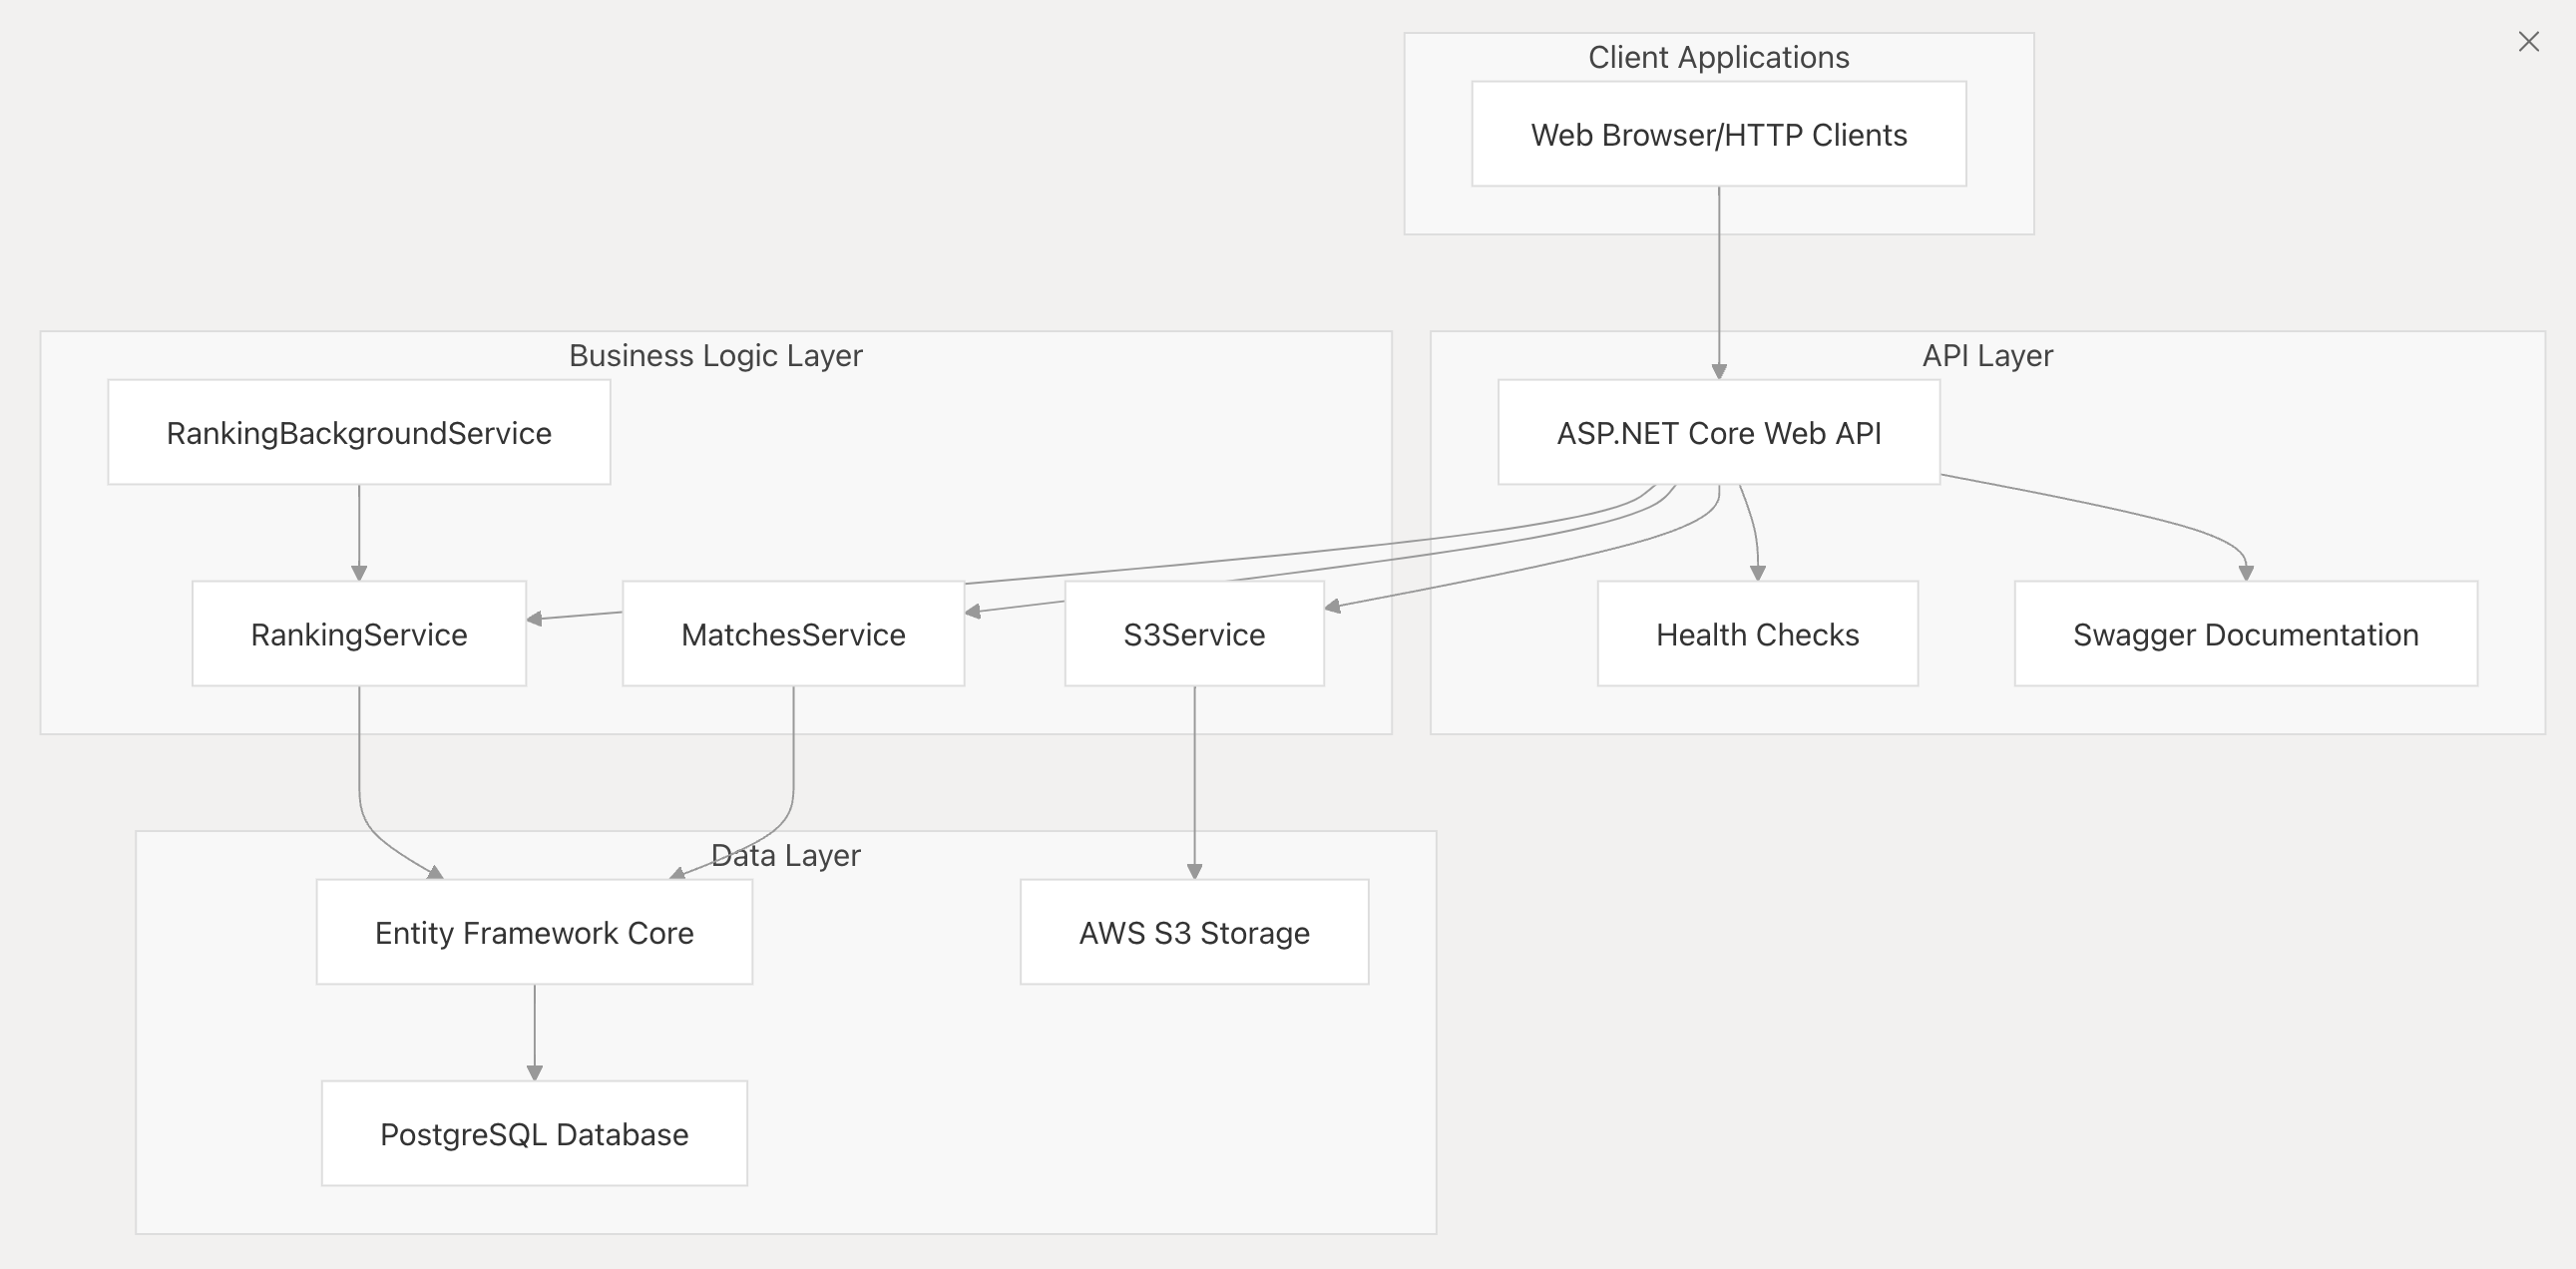 Client Applications
Web Browser/HTTP Clients
Business Logic Layer
API Layer
RankingBackgroundService
ASP.NET Core Web API
RankingService
MatchesService
S3Service
Health Checks
Swagger Documentation
Data Layer
Entity Framework Core
AWS S3 Storage
PostgreSQL Database